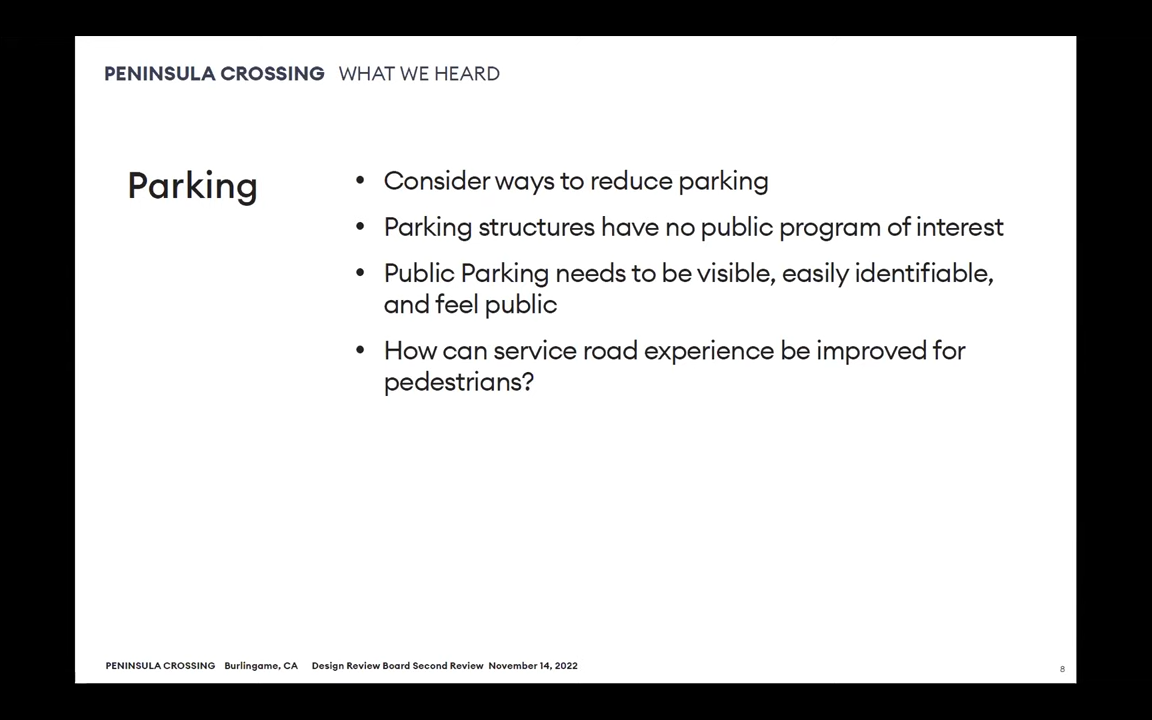 PENINSULA CROSSING WHAT WE HEARD
Parking
• Consider ways to reduce parking
• Parking structures have no public program of interest
• Public Parking needs to be visible, easily identifiable,
and feel public
• How can service road experience be improved for
pedestrians?
PENINSULA CROSSING Burlingame, CA Design Review Board Second Review November 14, 2022
8